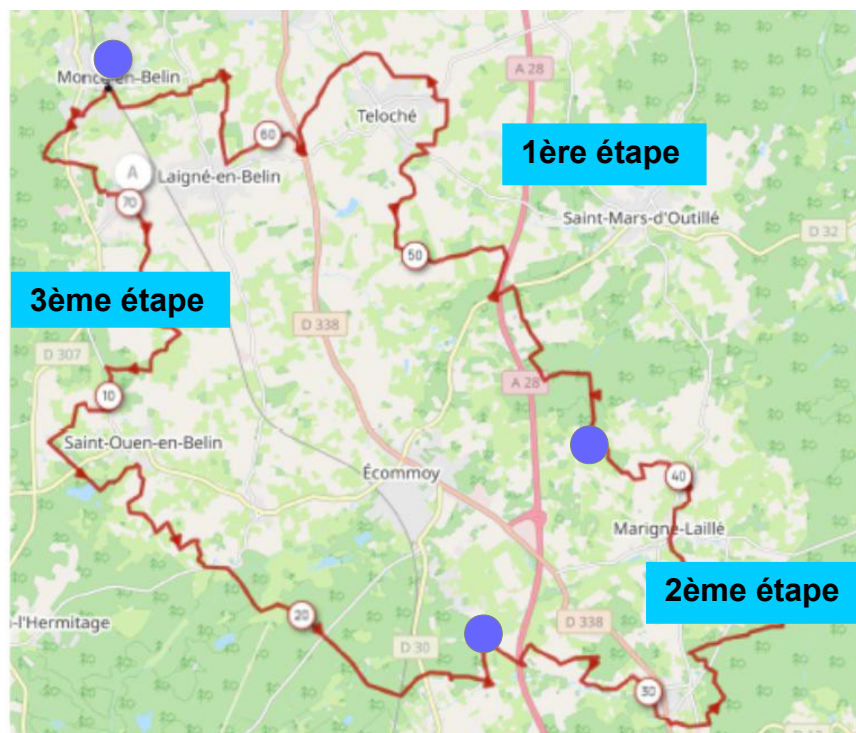 Moncé-en-Belin
A 28
60
Teloché
1ère étape
A
Laigné-en-Belin
70
Saint-Mars-d'Outillé
D 32
50
3ème étape
D 338
D 307
A 28
10
Saint-Ouen-en-Belin
Écommoy
40
Marigné-Laillé
2ème étape
20
-l'Hermitage
D 338
D 30
30